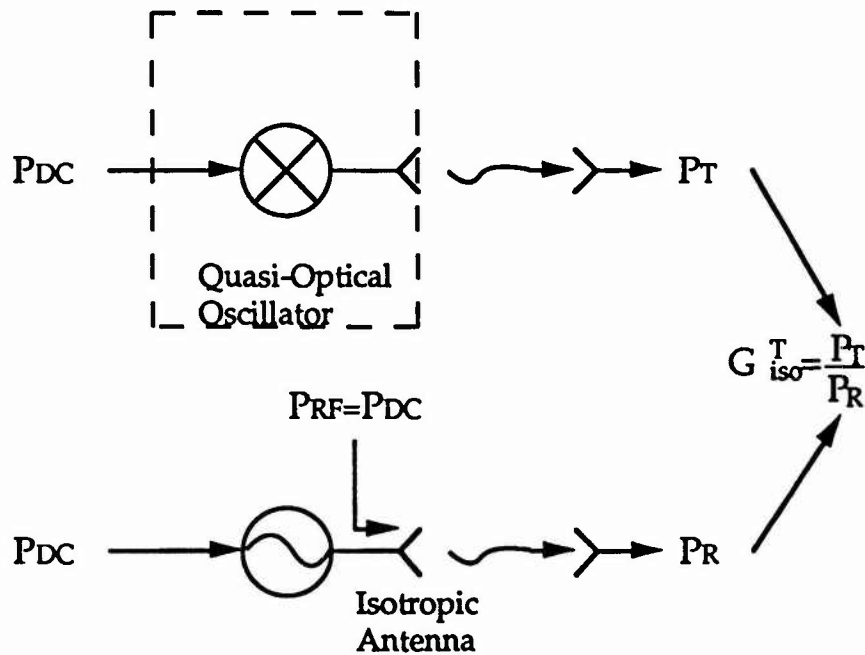 PDC
PT
Quasi-Optical
Oscillator
G T iso = PT / PR
PRF=PDC
PDC
PR
Isotropic
Antenna